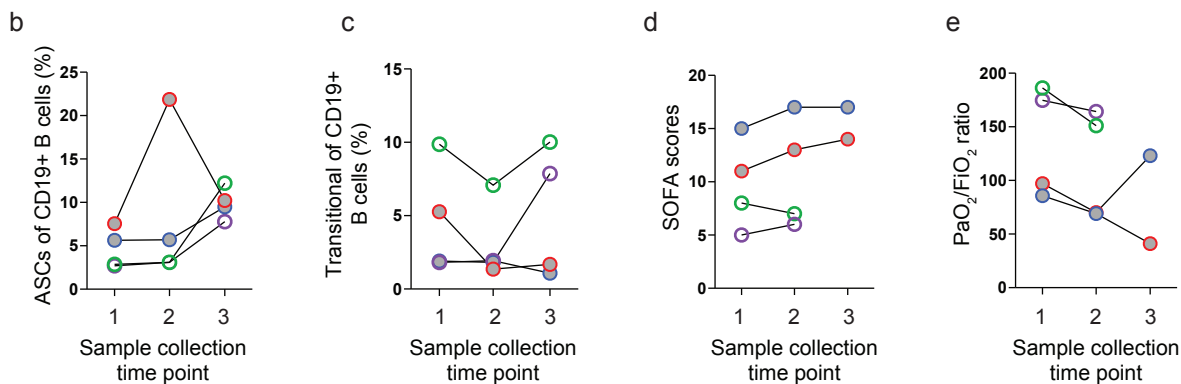 b
ASCs of CD19+ B cells (%)
25
20
15
10
5
0
1 2 3
Sample collection
time point
c
Transitional of CD19+
B cells (%)
15
10
5
0
1 2 3
Sample collection
time point
d
SOFA scores
20
15
10
5
0
1 2 3
Sample collection
time point
e
PaO₂/FiO₂ ratio
200
150
100
50
0
1 2 3
Sample collection
time point